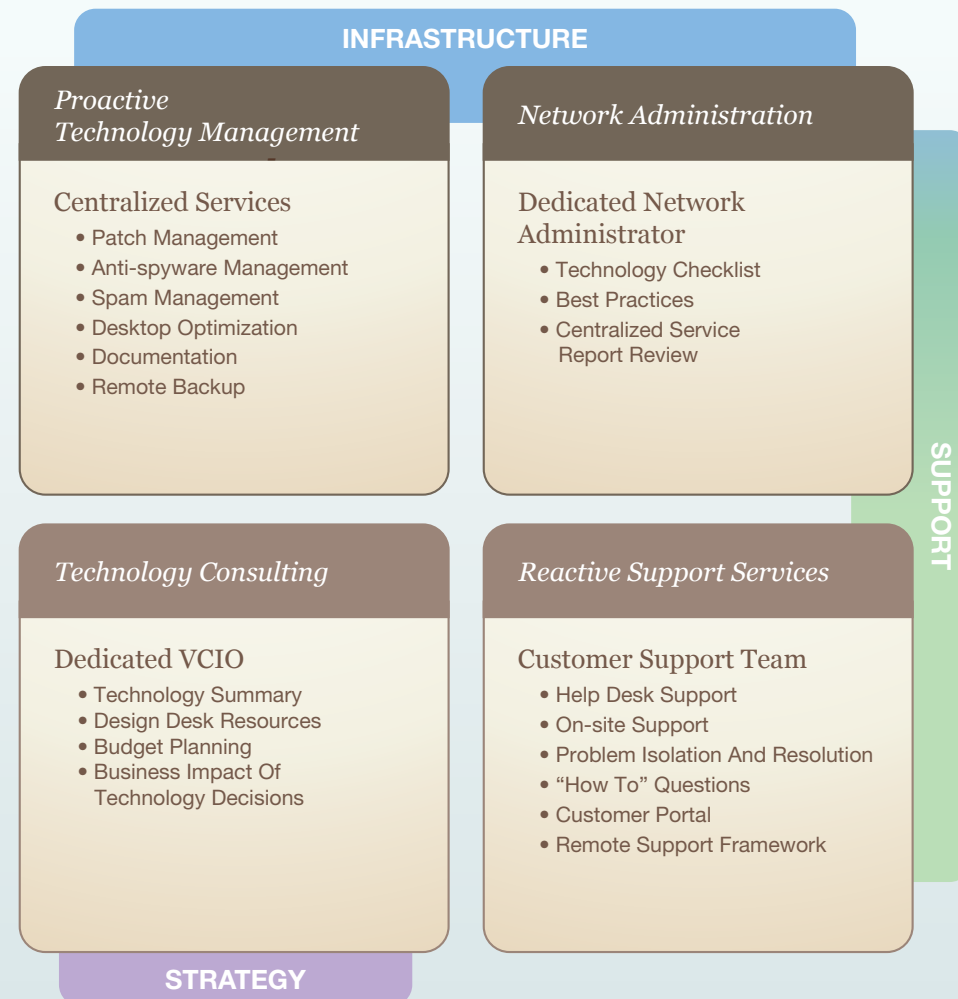 INFRASTRUCTURE
Proactive
Technology Management
Centralized Services
• Patch Management
• Anti-spyware Management
• Spam Management
• Desktop Optimization
• Documentation
• Remote Backup
Network Administration
Dedicated Network
Administrator
• Technology Checklist
• Best Practices
• Centralized Service
Report Review
SUPPORT
Technology Consulting
Dedicated VCIO
• Technology Summary
• Design Desk Resources
• Budget Planning
• Business Impact Of
Technology Decisions
Reactive Support Services
Customer Support Team
• Help Desk Support
• On-site Support
• Problem Isolation And Resolution
• “How To” Questions
• Customer Portal
• Remote Support Framework
STRATEGY